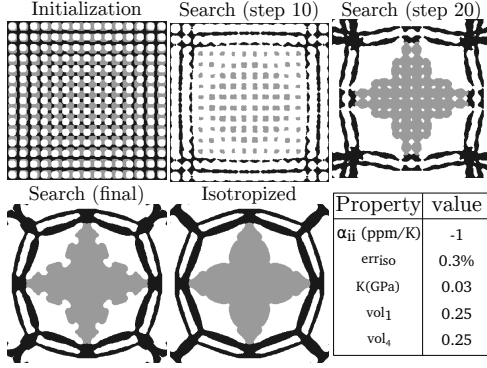 Initialization
Search (step 10)
Search (step 20)
Search (final)
Isotropized
Property value
αii (ppm/K) -1
erriso 0.3%
K(GPa) 0.03
vol1 0.25
vol4 0.25